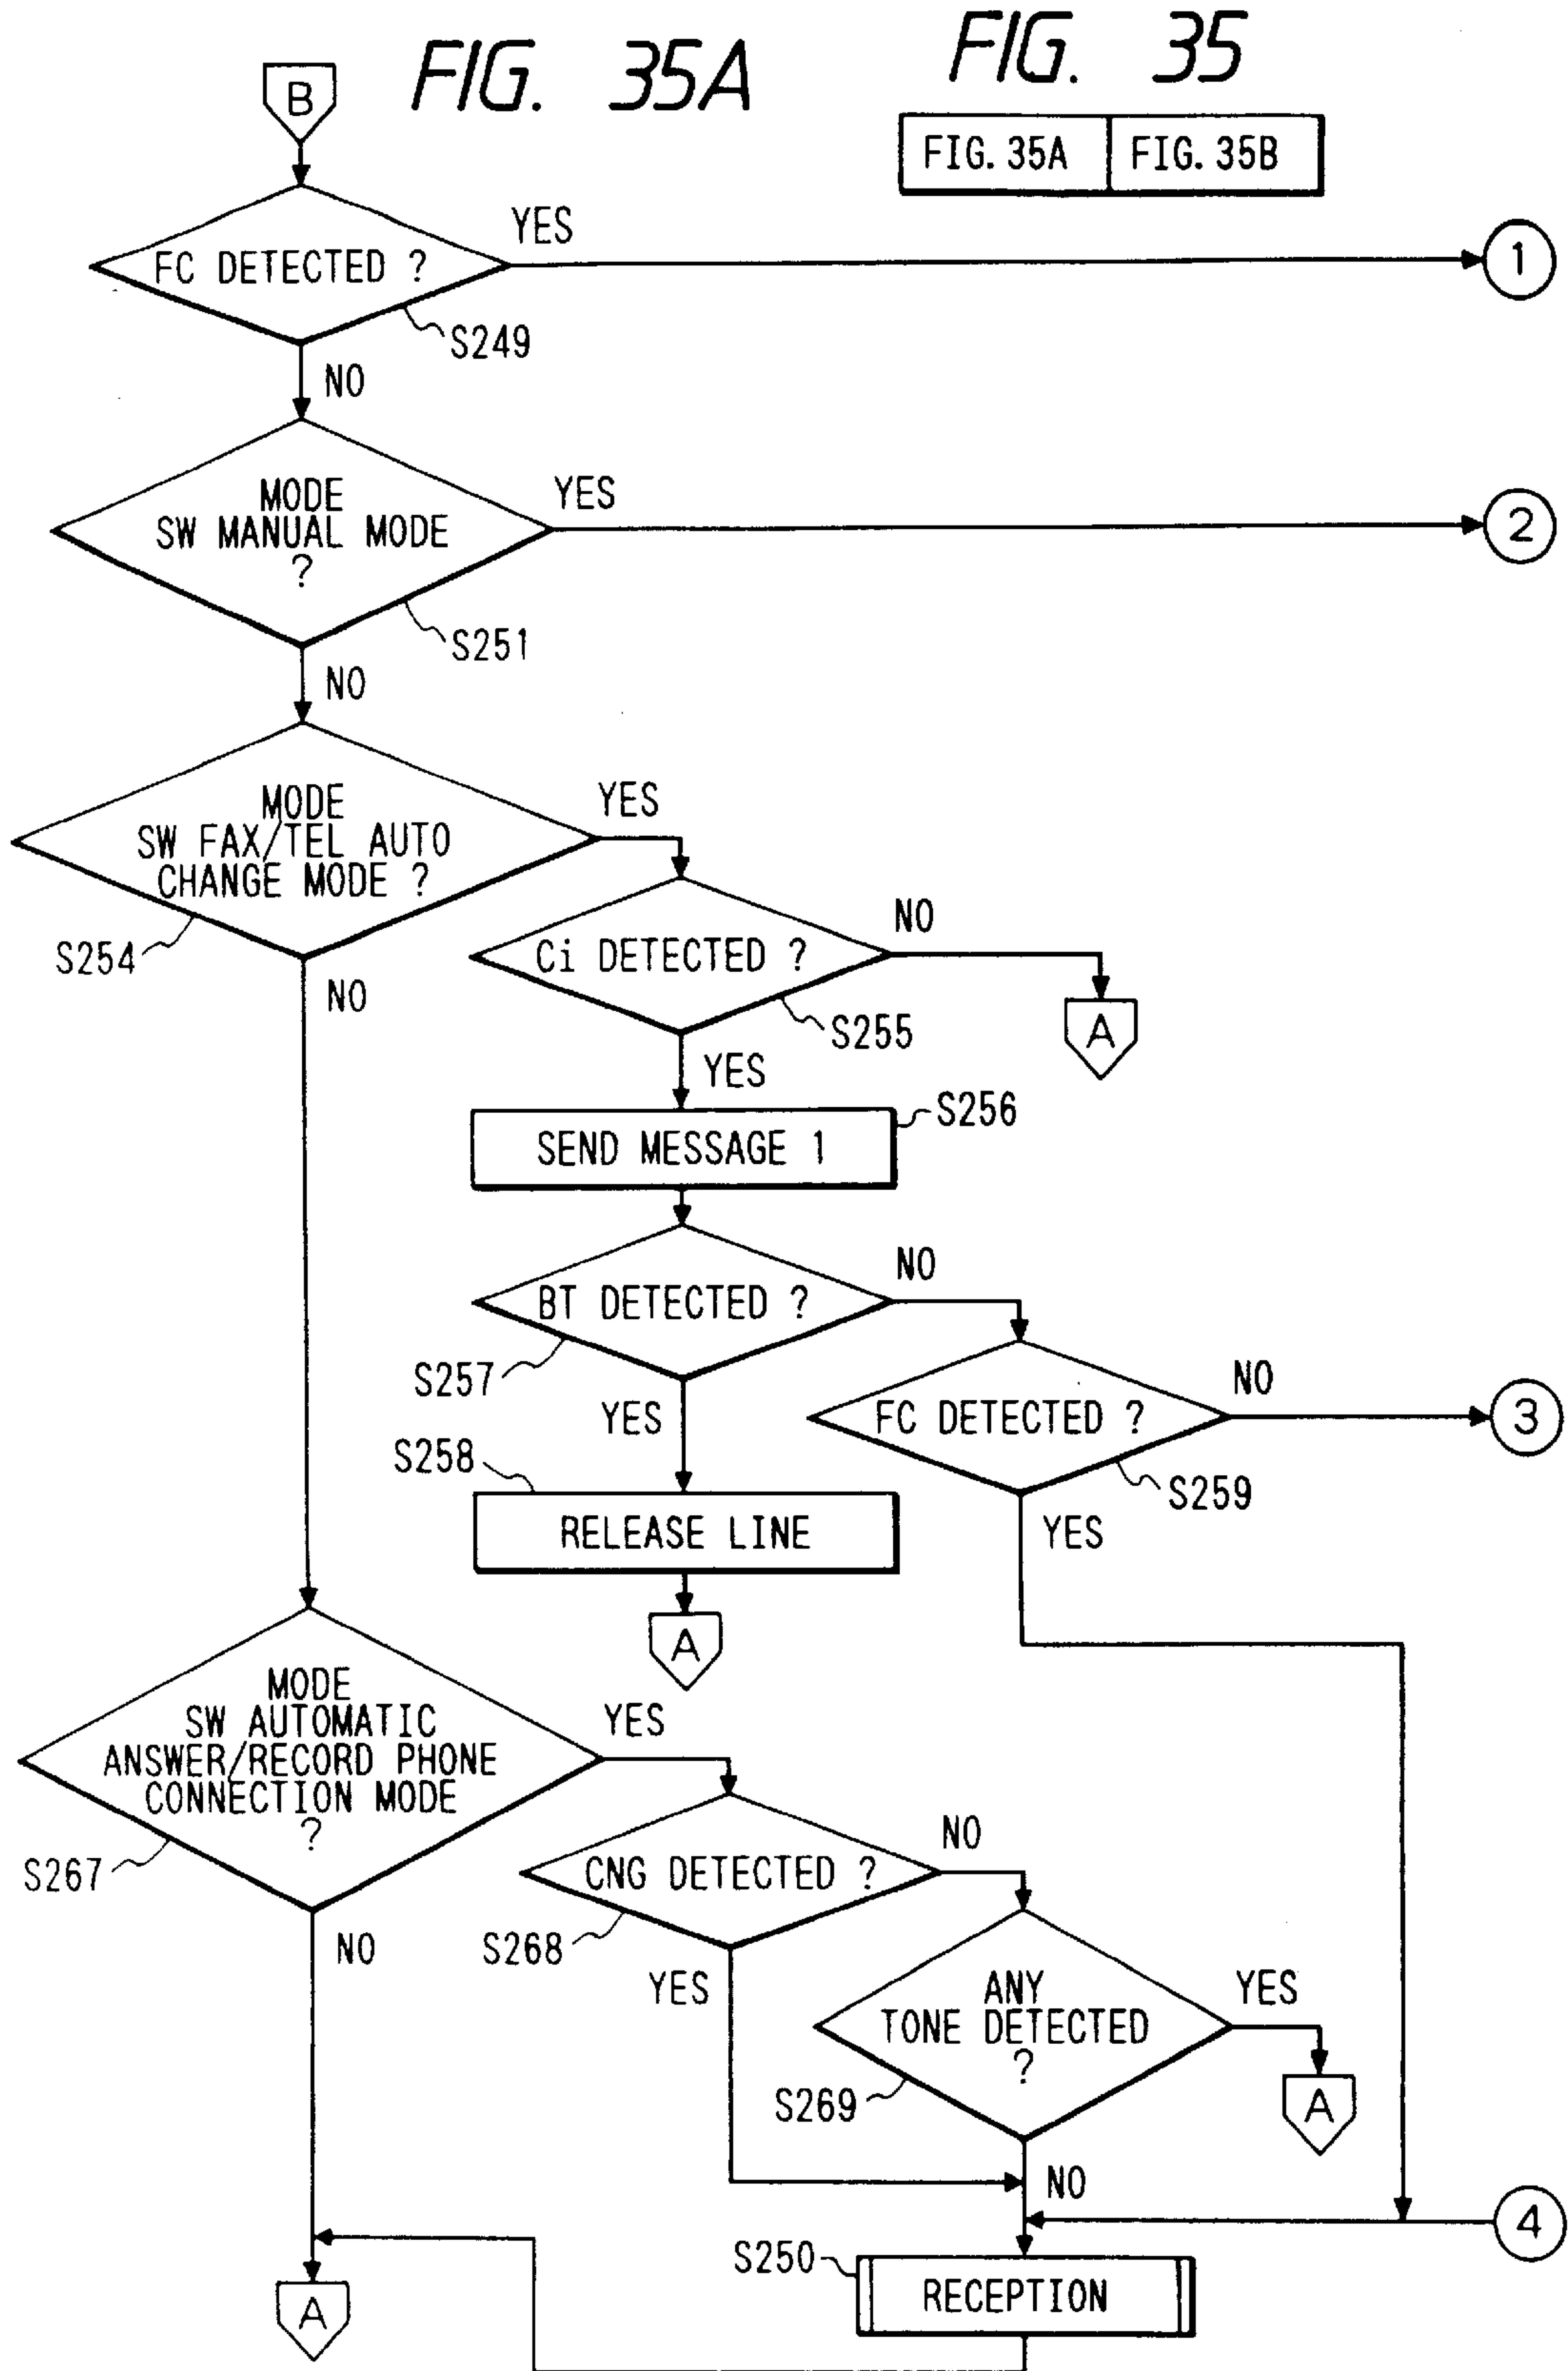 FIG. 35A
FIG. 35
FIG. 35A
FIG. 35B
B
FC DETECTED ?
YES
1
S249
NO
MODE
SW MANUAL MODE
?
YES
2
S251
NO
MODE
SW FAX/TEL AUTO
CHANGE MODE ?
YES
S254
NO
Ci DETECTED ?
NO
A
S255
YES
SEND MESSAGE 1
S256
BT DETECTED ?
NO
S257
YES
FC DETECTED ?
NO
3
S259
YES
S258
RELEASE LINE
A
MODE
SW AUTOMATIC
ANSWER/RECORD PHONE
CONNECTION MODE
?
YES
S267
NO
CNG DETECTED ?
NO
S268
YES
ANY
TONE DETECTED
?
YES
A
S269
NO
4
S250
RECEPTION
A